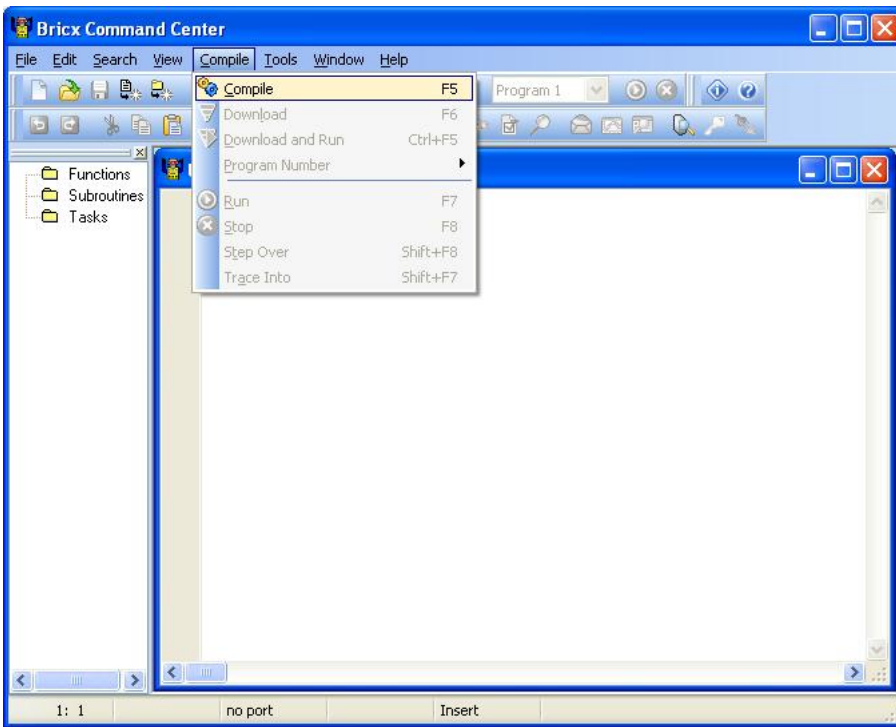 Bricx Command Center
File Edit Search View Compile Tools Window Help
Program 1
Compile F5
Download F6
Download and Run Ctrl+F5
Program Number
Run F7
Stop F8
Step Over Shift+F8
Trace Into Shift+F7
Functions
Subroutines
Tasks
1: 1 no port Insert